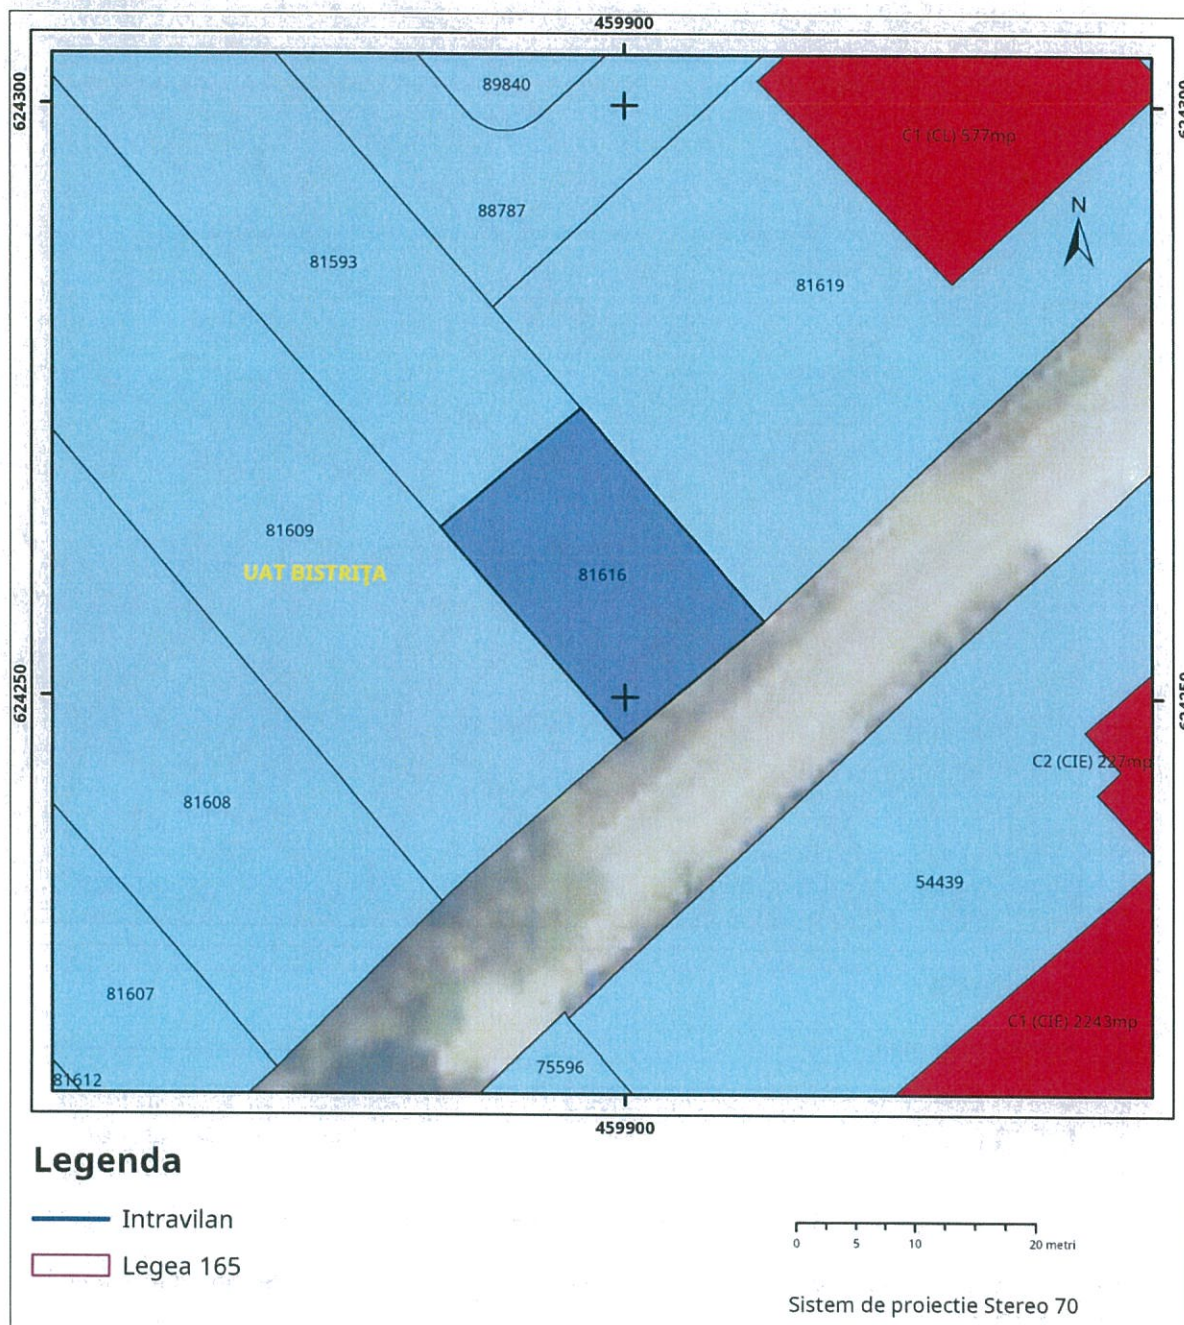 459900
624300
624300
89840
C1 (CL) 577mp
88787
N
81593
81619
81609
UAT BISTRIȚA
81616
624250
624250
C2 (CIE) 227mp
81608
54439
81607
C1 (CIE) 2243mp
75596
81612
459900
Legenda
Intravilan
Legea 165
0 5 10 20 metri
Sistem de proiectie Stereo 70